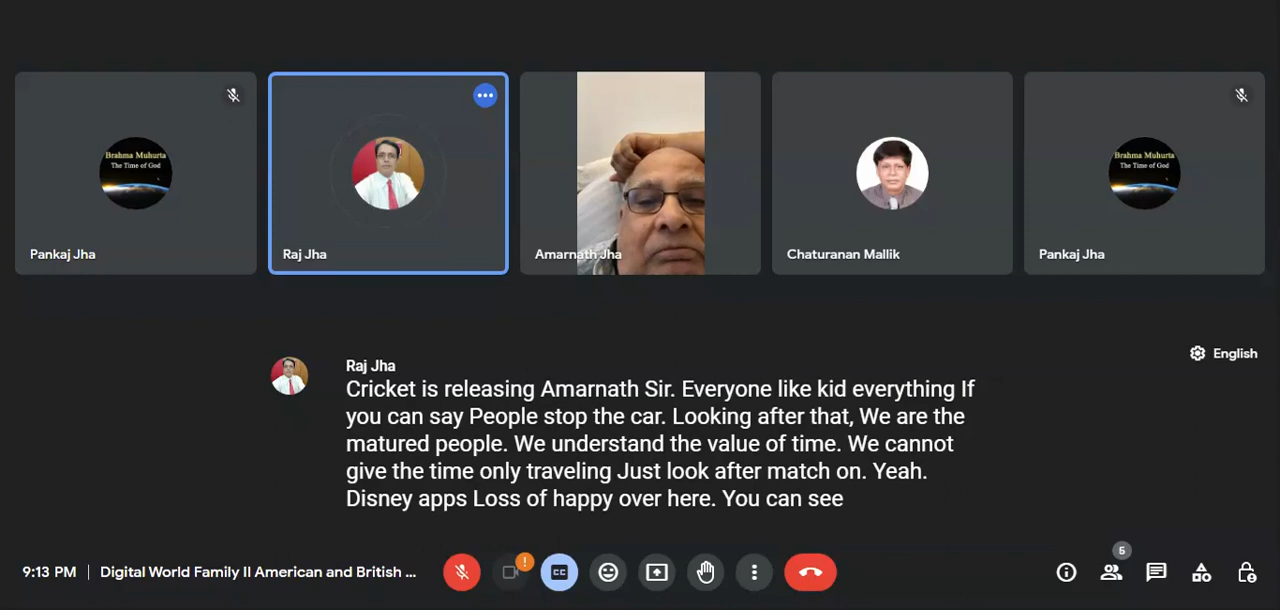 Brahma Muhurta
The Time of God
Pankaj Jha
Raj Jha
Amarnath Jha
Chaturanan Mallik
Brahma Muhurta
The Time of God
Pankaj Jha
English
Raj Jha
Cricket is releasing Amarnath Sir. Everyone like kid everything If
you can say People stop the car. Looking after that, We are the
matured people. We understand the value of time. We cannot
give the time only traveling Just look after match on. Yeah.
Disney apps Loss of happy over here. You can see
5
9:13 PM | Digital World Family II American and British ...